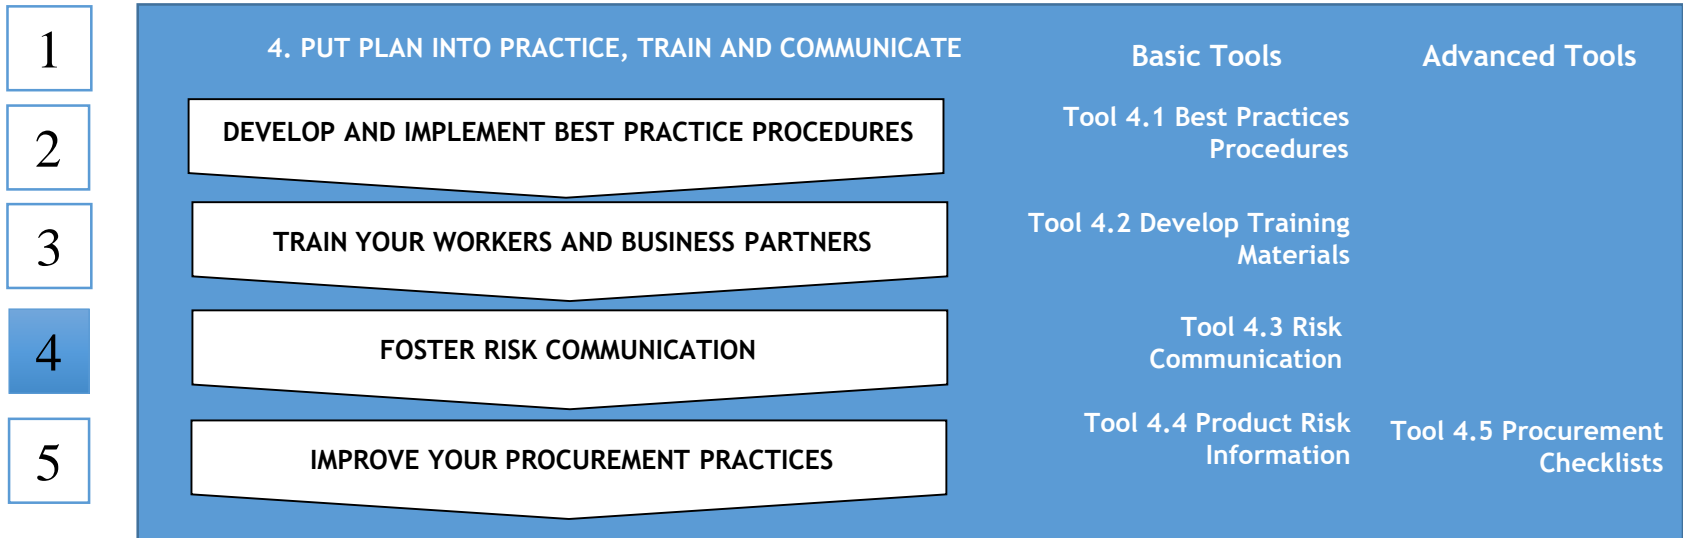 1
2
3
4
5
4. PUT PLAN INTO PRACTICE, TRAIN AND COMMUNICATE
Basic Tools
Advanced Tools
DEVELOP AND IMPLEMENT BEST PRACTICE PROCEDURES
Tool 4.1 Best Practices
Procedures
TRAIN YOUR WORKERS AND BUSINESS PARTNERS
Tool 4.2 Develop Training
Materials
FOSTER RISK COMMUNICATION
Tool 4.3 Risk
Communication
IMPROVE YOUR PROCUREMENT PRACTICES
Tool 4.4 Product Risk
Information
Tool 4.5 Procurement
Checklists